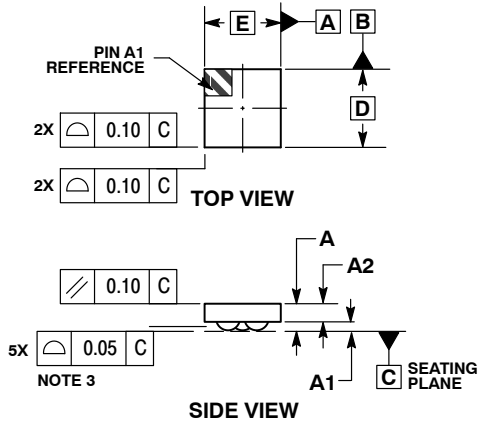 E
A
B
PIN A1
REFERENCE
D
2X ⌓ 0.10 C
2X ⌓ 0.10 C
TOP VIEW
A
A2
⫽ 0.10 C
5X ⌓ 0.05 C
NOTE 3
A1
C SEATING
PLANE
SIDE VIEW